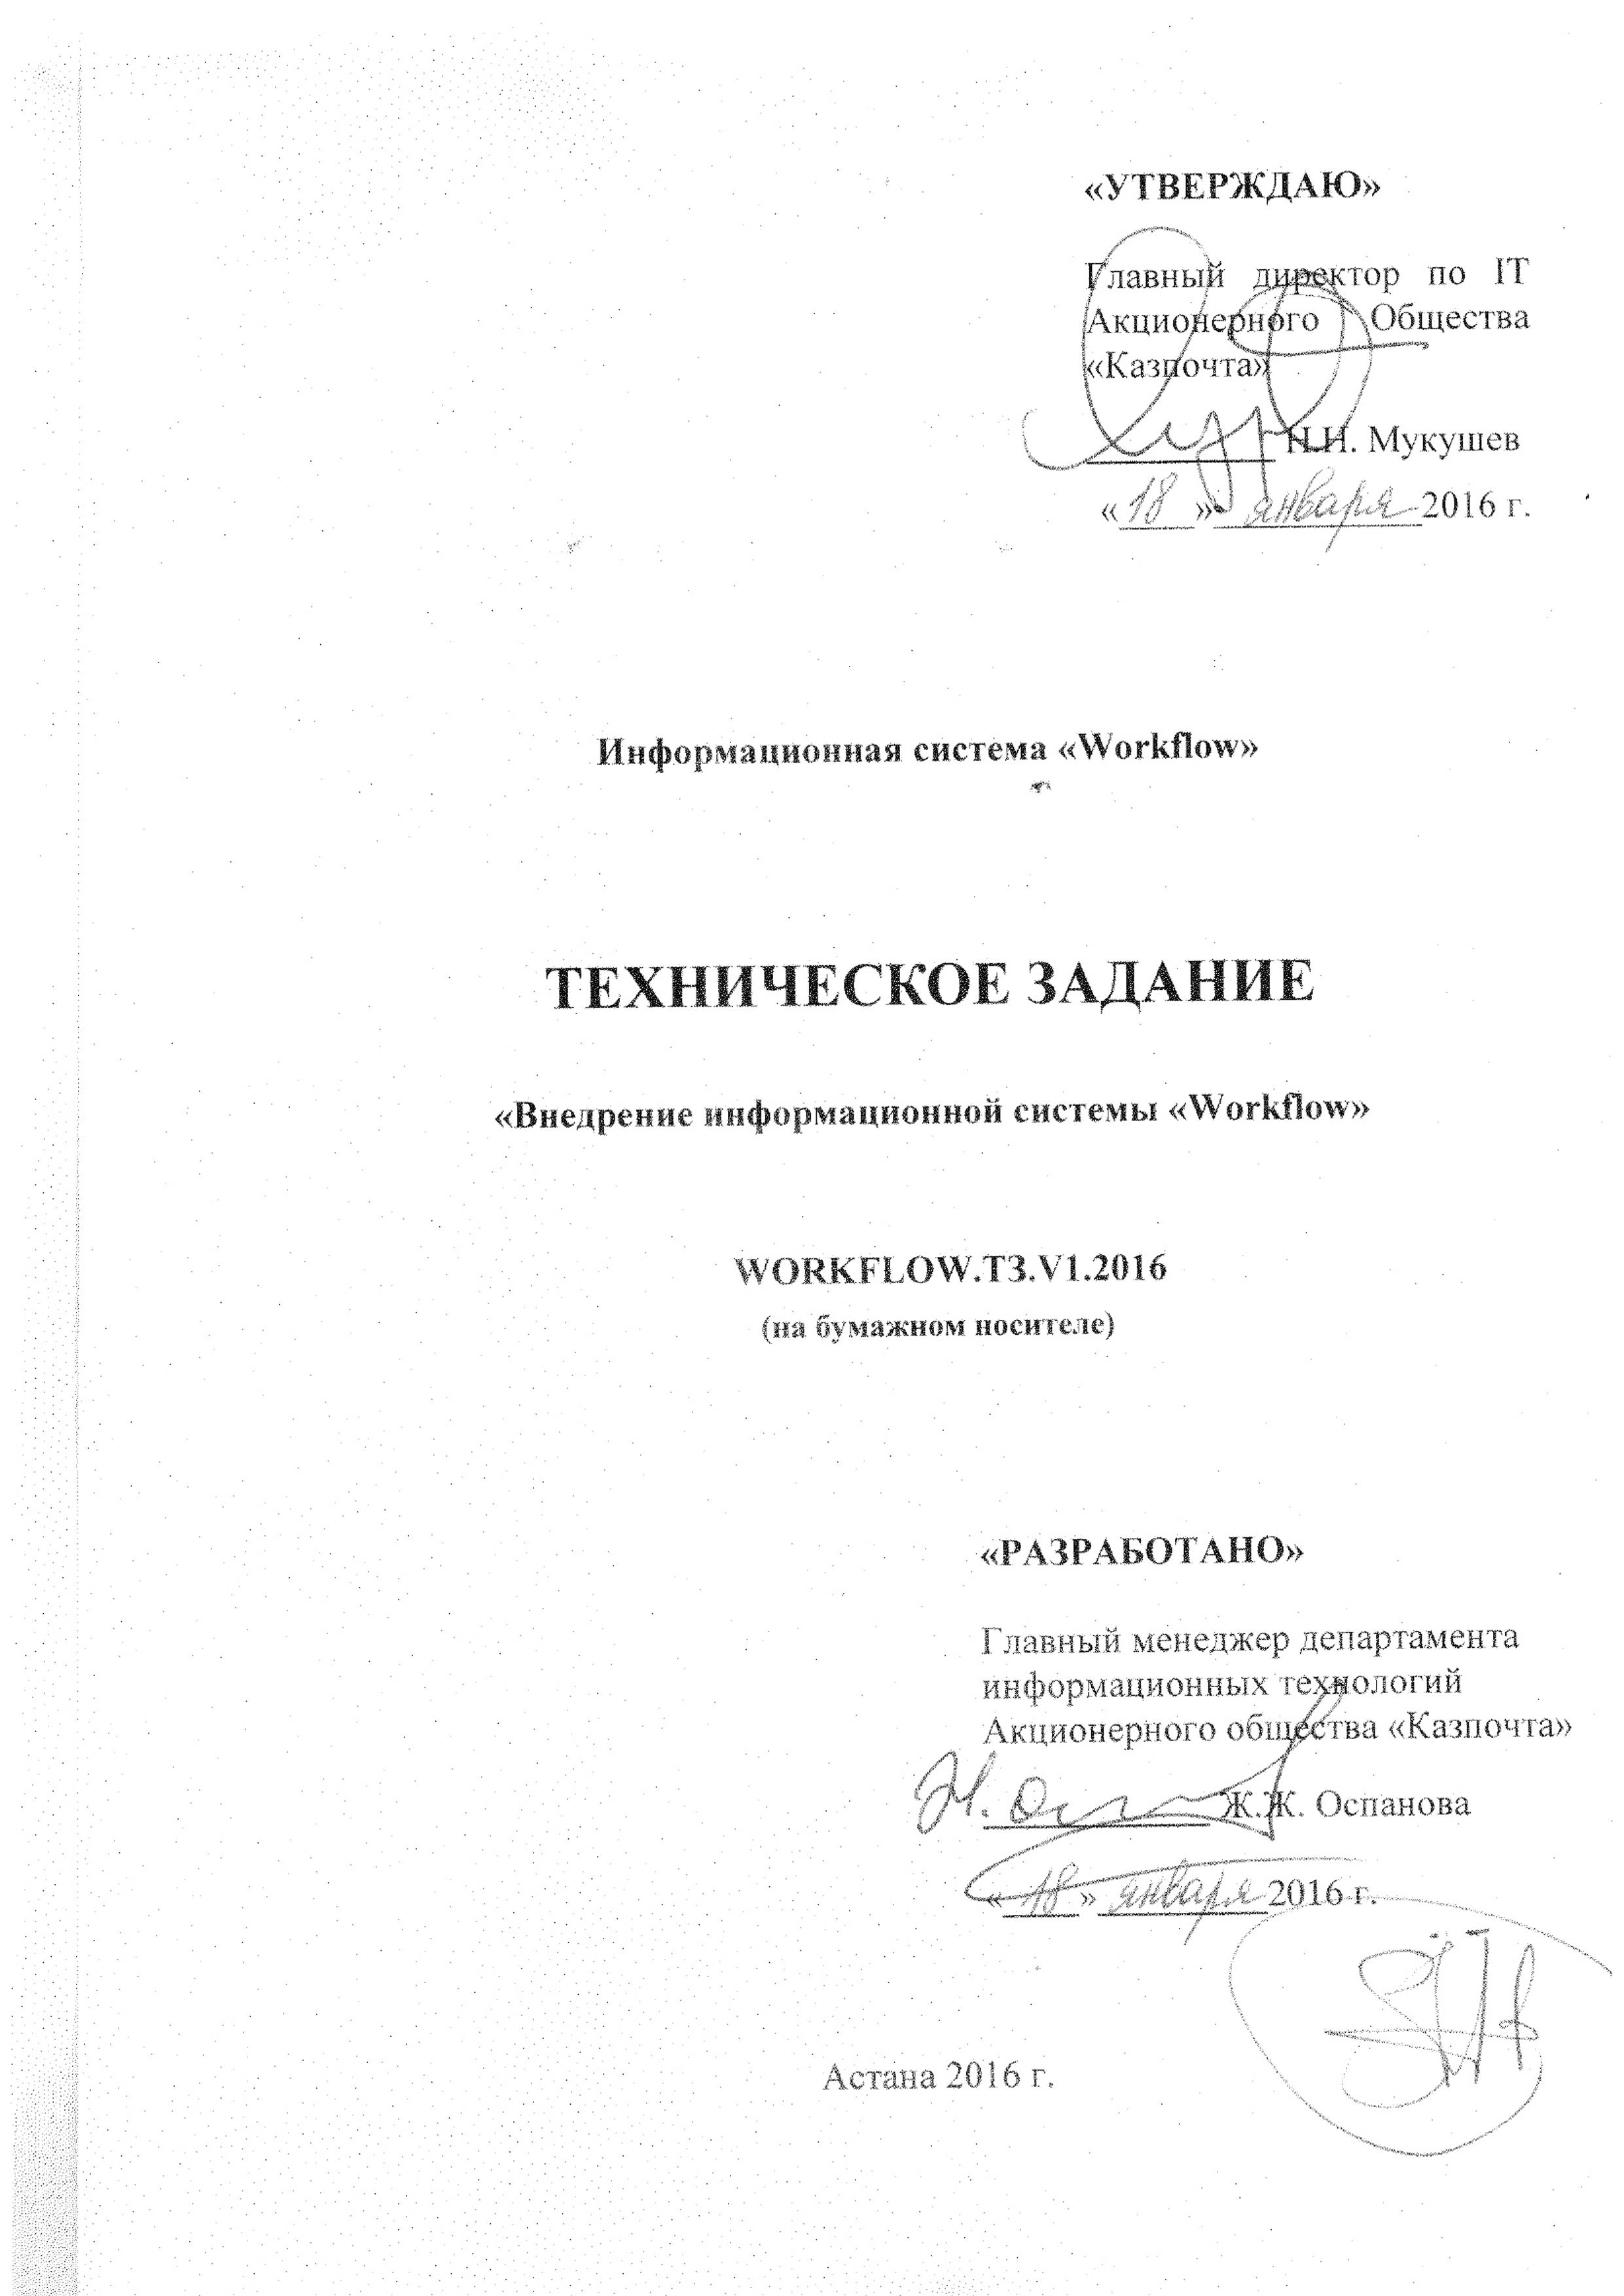 «УТВЕРЖДАЮ»
Главный директор по IT
Акционерного Общества
«Казпочта»
Н.Н. Мукушев
«18» января 2016 г.
Информационная система «Workflow»
ТЕХНИЧЕСКОЕ ЗАДАНИЕ
«Внедрение информационной системы «Workflow»
WORKFLOW.ТЗ.V1.2016
(на бумажном носителе)
«РАЗРАБОТАНО»
Главный менеджер департамента
информационных технологий
Акционерного общества «Казпочта»
Ж.Ж. Оспанова
«18» января 2016 г.
Астана 2016 г.